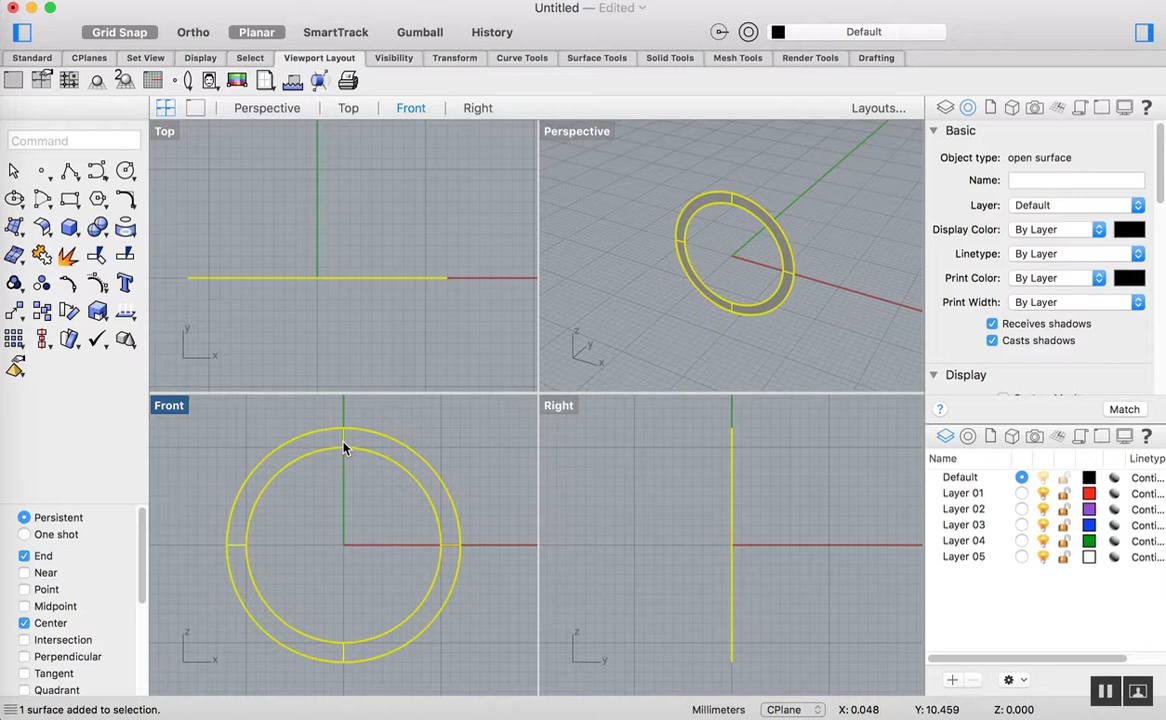 Untitled — Edited
Grid Snap Ortho Planar SmartTrack Gumball History Default
Standard CPlanes Set View Display Select Viewport Layout Visibility Transform Curve Tools Surface Tools Solid Tools Mesh Tools Render Tools Drafting
Perspective Top Front Right Layouts...
Command
Top
y
x
Perspective
z
y
x
Front
z
x
Right
z
y
Persistent
One shot
End
Near
Point
Midpoint
Center
Intersection
Perpendicular
Tangent
Quadrant
Basic
Object type: open surface
Name:
Layer: Default
Display Color: By Layer
Linetype: By Layer
Print Color: By Layer
Print Width: By Layer
Receives shadows
Casts shadows
Display
? Match
Name Linety
Default Conti...
Layer 01 Conti...
Layer 02 Conti...
Layer 03 Conti...
Layer 04 Conti...
Layer 05 Conti...
1 surface added to selection. Millimeters CPlane X: 0.048 Y: 10.459 Z: 0.000